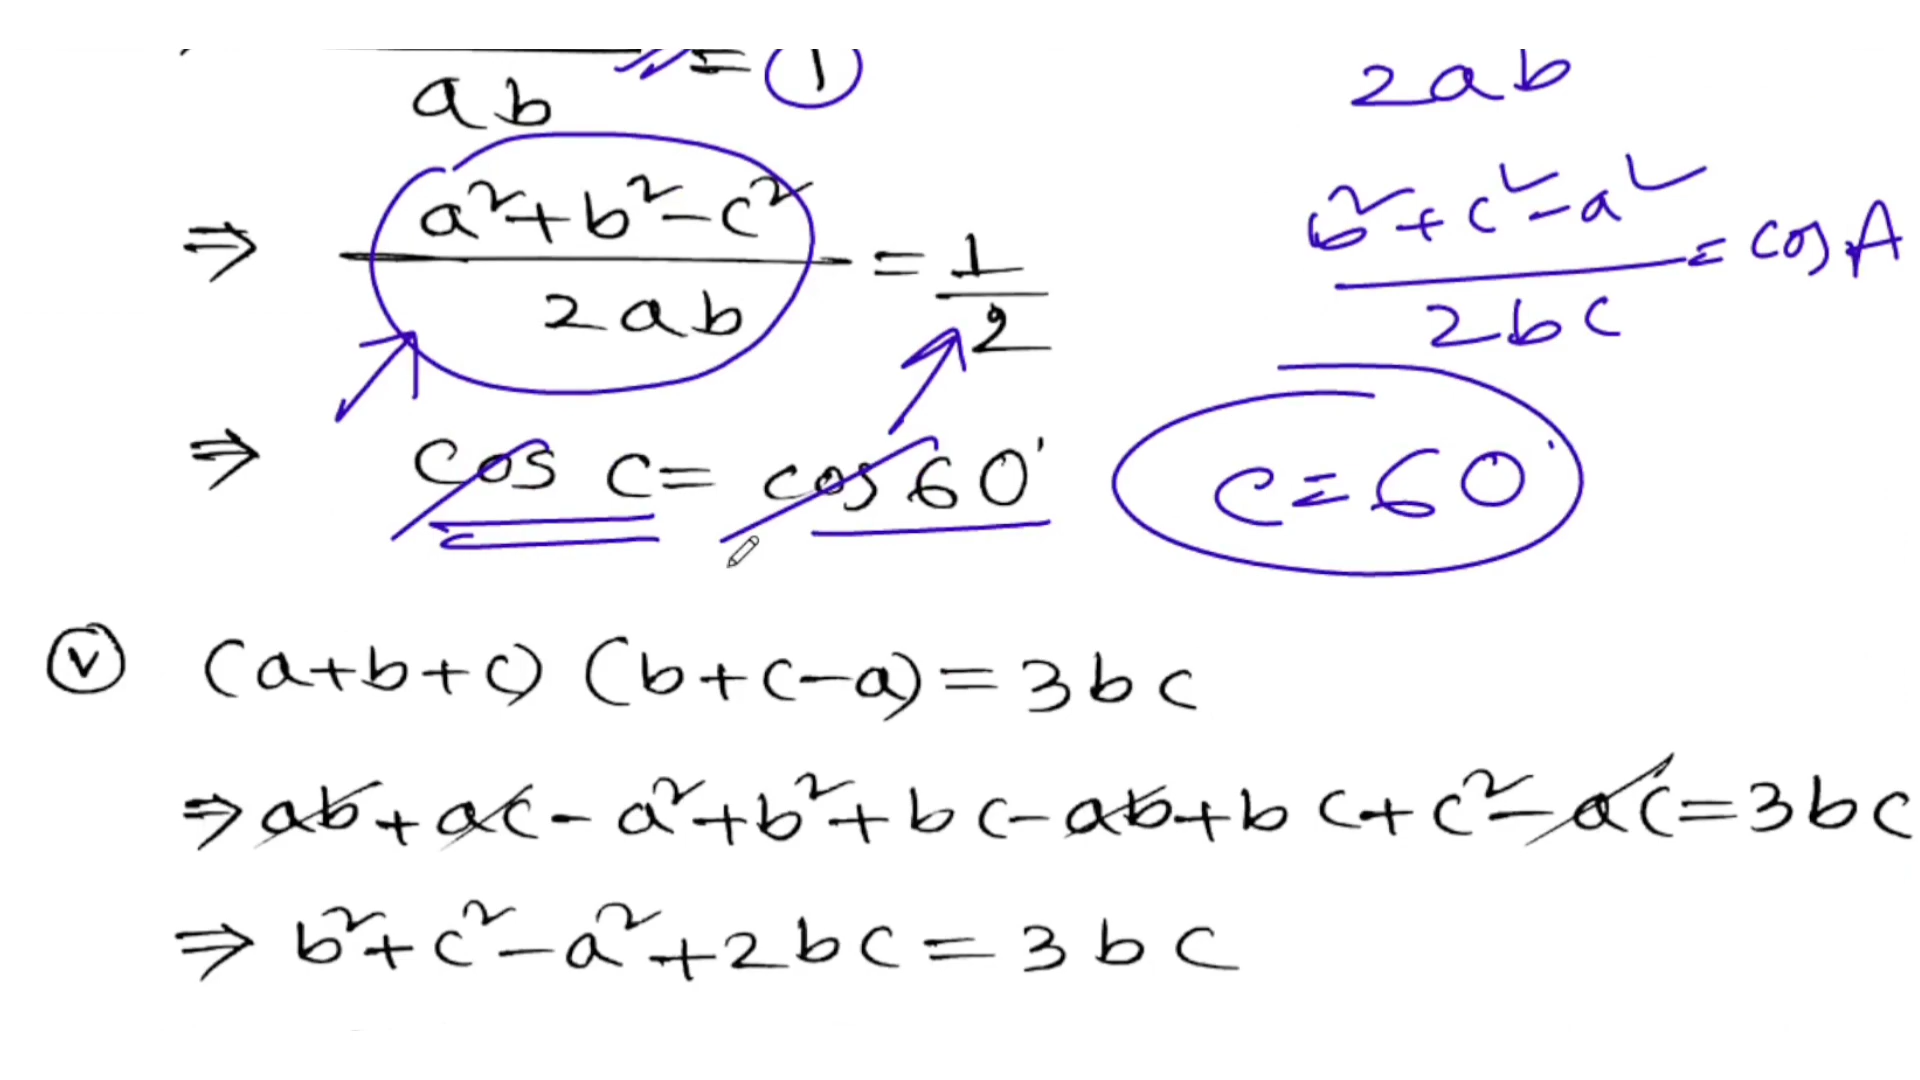 = 1
ab
⇒ a²+b²-c² / 2ab = 1/2
⇒ cos c = cos 60°
2ab
b²+c²-a² / 2bc = cos A
c = 60°
(v) (a+b+c) (b+c-a) = 3bc
⇒ ab + ac - a² + b² + bc - ab + bc + c² - ac = 3bc
⇒ b² + c² - a² + 2bc = 3bc